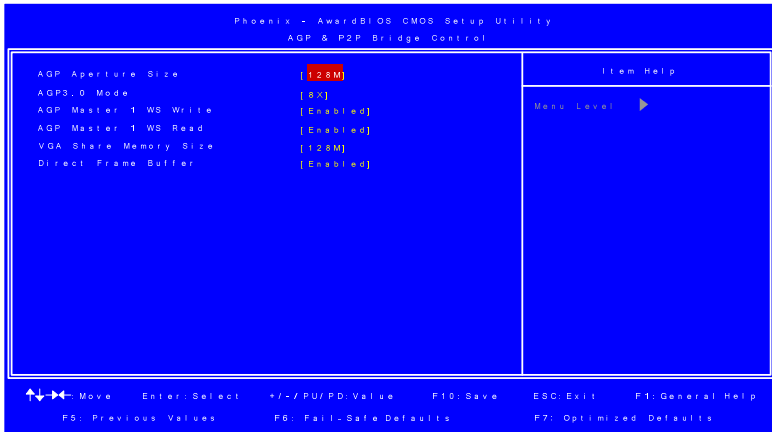 Phoenix - AwardBIOS CMOS Setup Utility
AGP & P2P Bridge Control
AGP Aperture Size [128M]
AGP3.0 Mode [8X]
AGP Master 1 WS Write [Enabled]
AGP Master 1 WS Read [Enabled]
VGA Share Memory Size [128M]
Direct Frame Buffer [Enabled]
Item Help
Menu Level
: Move Enter: Select +/-/PU/PD: Value F10: Save ESC: Exit F1: General Help
F5: Previous Values F6: Fail-Safe Defaults F7: Optimized Defaults